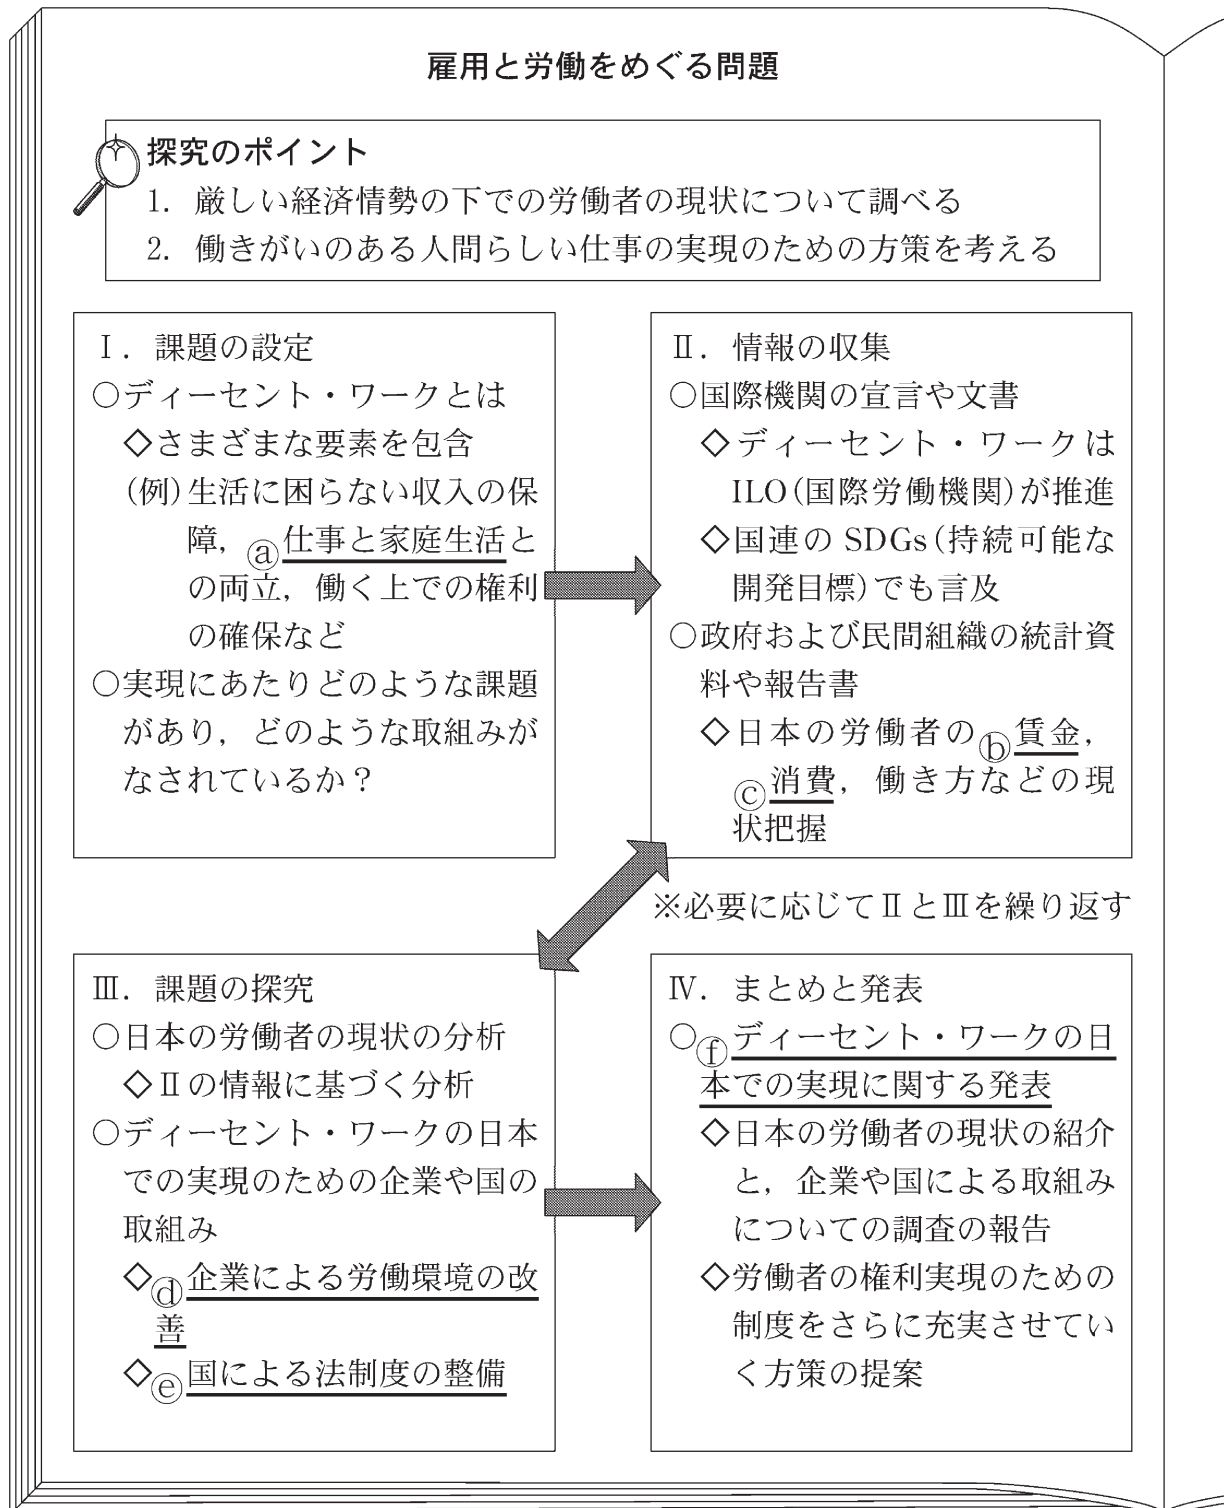 雇用と労働をめぐる問題
探究のポイント
1．厳しい経済情勢の下での労働者の現状について調べる
2．働きがいのある人間らしい仕事の実現のための方策を考える
Ⅰ．課題の設定
○ディーセント・ワークとは
◇さまざまな要素を包含
(例)生活に困らない収入の保
障，ⓐ仕事と家庭生活と
の両立，働く上での権利
の確保など
○実現にあたりどのような課題
があり，どのような取組みが
なされているか？
Ⅱ．情報の収集
○国際機関の宣言や文書
◇ディーセント・ワークは
ILO(国際労働機関)が推進
◇国連の SDGs(持続可能な
開発目標)でも言及
○政府および民間組織の統計資
料や報告書
◇日本の労働者のⓑ賃金，
ⓒ消費，働き方などの現
状把握
※必要に応じてⅡとⅢを繰り返す
Ⅲ．課題の探究
○日本の労働者の現状の分析
◇Ⅱの情報に基づく分析
○ディーセント・ワークの日本
での実現のための企業や国の
取組み
◇ⓓ企業による労働環境の改
善
◇ⓔ国による法制度の整備
Ⅳ．まとめと発表
○ⓕディーセント・ワークの日
本での実現に関する発表
◇日本の労働者の現状の紹介
と，企業や国による取組み
についての調査の報告
◇労働者の権利実現のための
制度をさらに充実させてい
く方策の提案